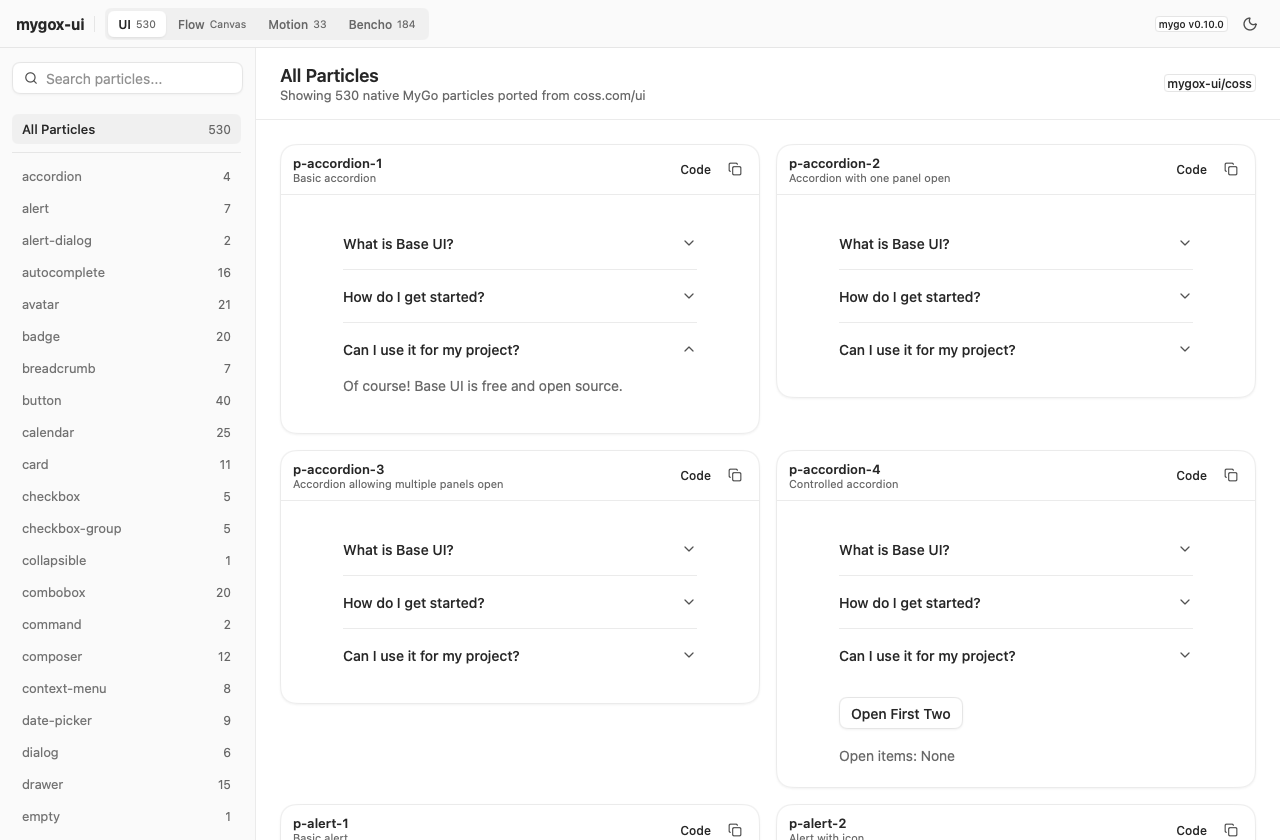 mygox-ui
UI 530
Flow Canvas
Motion 33
Bencho 184
mygo v0.10.0
Search particles...
All Particles 530
accordion 4
alert 7
alert-dialog 2
autocomplete 16
avatar 21
badge 20
breadcrumb 7
button 40
calendar 25
card 11
checkbox 5
checkbox-group 5
collapsible 1
combobox 20
command 2
composer 12
context-menu 8
date-picker 9
dialog 6
drawer 15
empty 1
All Particles
Showing 530 native MyGo particles ported from coss.com/ui
mygox-ui/coss
p-accordion-1
Basic accordion
Code
What is Base UI?
How do I get started?
Can I use it for my project?
Of course! Base UI is free and open source.
p-accordion-2
Accordion with one panel open
Code
What is Base UI?
How do I get started?
Can I use it for my project?
p-accordion-3
Accordion allowing multiple panels open
Code
What is Base UI?
How do I get started?
Can I use it for my project?
p-accordion-4
Controlled accordion
Code
What is Base UI?
How do I get started?
Can I use it for my project?
Open First Two
Open items: None
p-alert-1
Basic alert
Code
p-alert-2
Alert with icon
Code